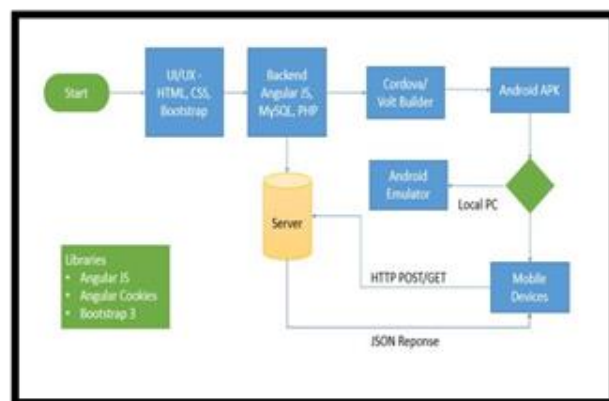 Start
UI/UX -
HTML, CSS,
Bootstrap
Backend
Angular JS,
MySQL, PHP
Cordova/
Volt Builder
Android APK
Android
Emulator
Local PC
Server
HTTP POST/GET
Mobile
Devices
JSON Reponse
Libraries
• Angular JS
• Angular Cookies
• Bootstrap 3